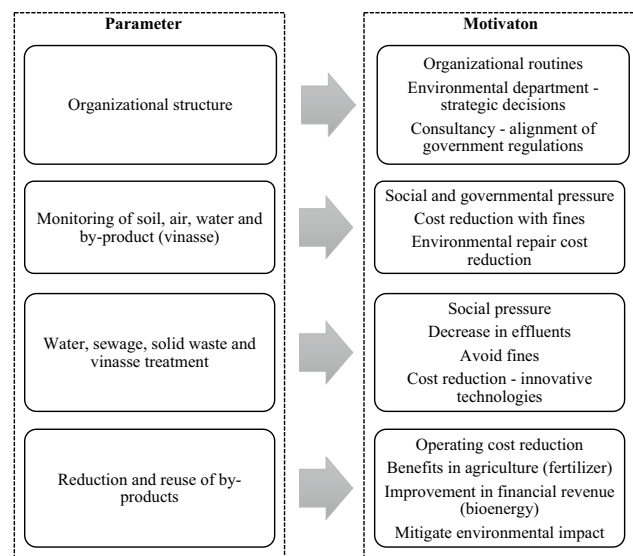 Parameter
Motivaton
Organizational structure
Organizational routines
Environmental department -
strategic decisions
Consultancy - alignment of
government regulations
Monitoring of soil, air, water and
by-product (vinasse)
Social and governmental pressure
Cost reduction with fines
Environmental repair cost
reduction
Water, sewage, solid waste and
vinasse treatment
Social pressure
Decrease in effluents
Avoid fines
Cost reduction - innovative
technologies
Reduction and reuse of by-
products
Operating cost reduction
Benefits in agriculture (fertilizer)
Improvement in financial revenue
(bioenergy)
Mitigate environmental impact